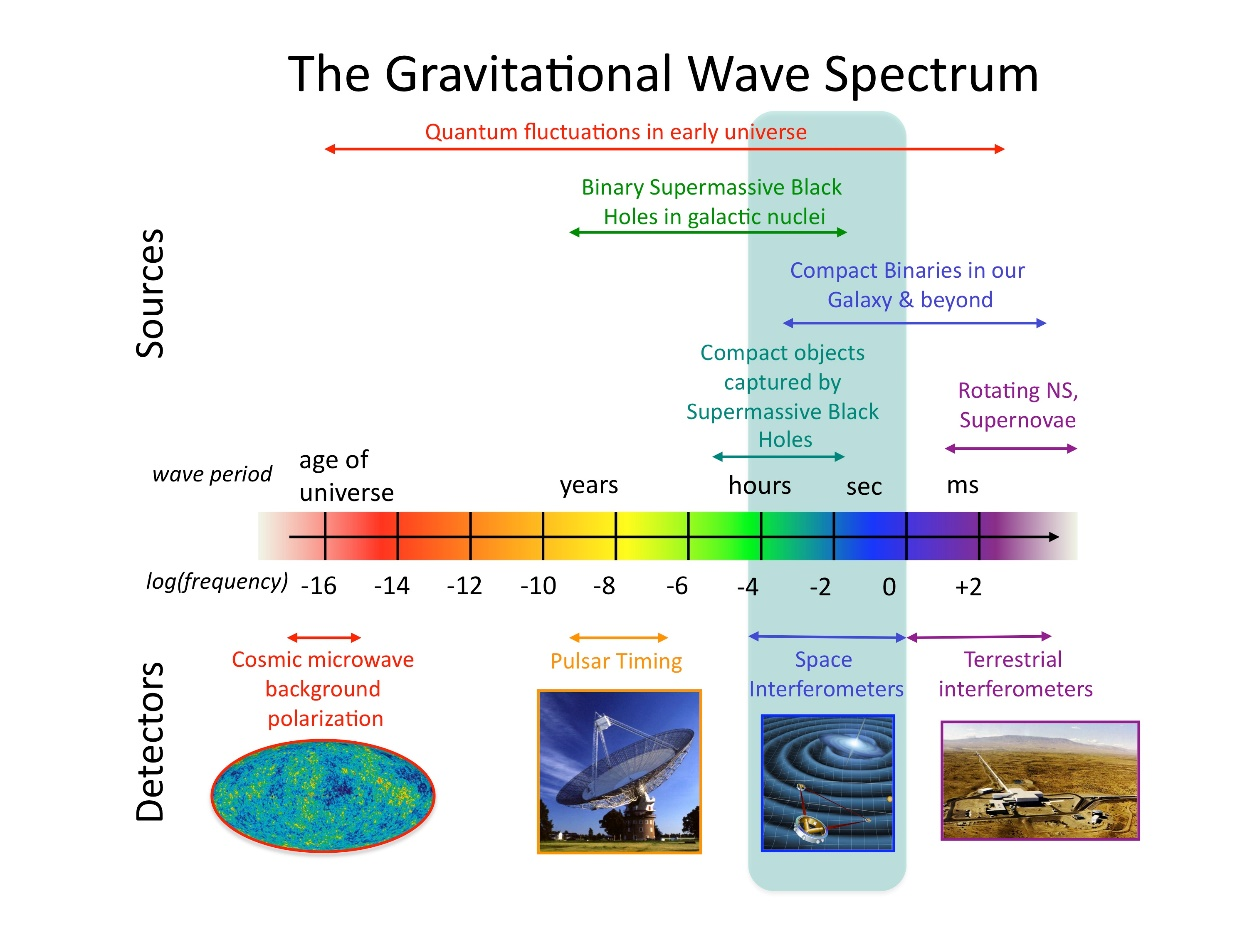 The Gravitational Wave Spectrum
Quantum fluctuations in early universe
Binary Supermassive Black
Holes in galactic nuclei
Compact Binaries in our
Galaxy & beyond
Sources
Compact objects
captured by
Supermassive Black
Holes
Rotating NS,
Supernovae
wave period
age of
universe
years
hours
sec
ms
log(frequency)
-16
-14
-12
-10
-8
-6
-4
-2
0
+2
Detectors
Cosmic microwave
background
polarization
Pulsar Timing
Space
Interferometers
Terrestrial
interferometers